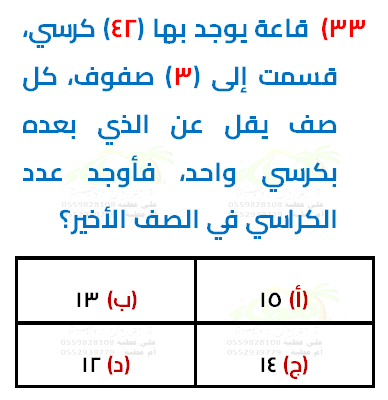 ٣٣) قاعة يوجد بها (٤٢) كرسي،
قسمت إلى (٣) صفوف، كل
صف يقل عن الذي بعده
بكرسي واحد، فأوجد عدد
الكراسي في الصف الأخير؟
(أ) ١٥
(ب) ١٣
(ج) ١٤
(د) ١٢